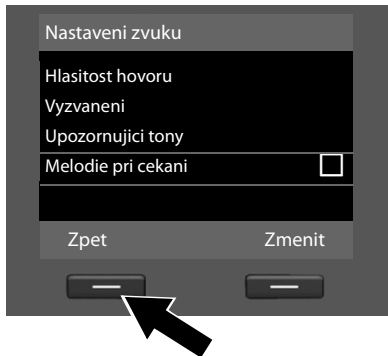 Nastaveni zvuku
Hlasitost hovoru
Vyzvaneni
Upozornujici tony
Melodie pri cekani
Zpet Zmenit